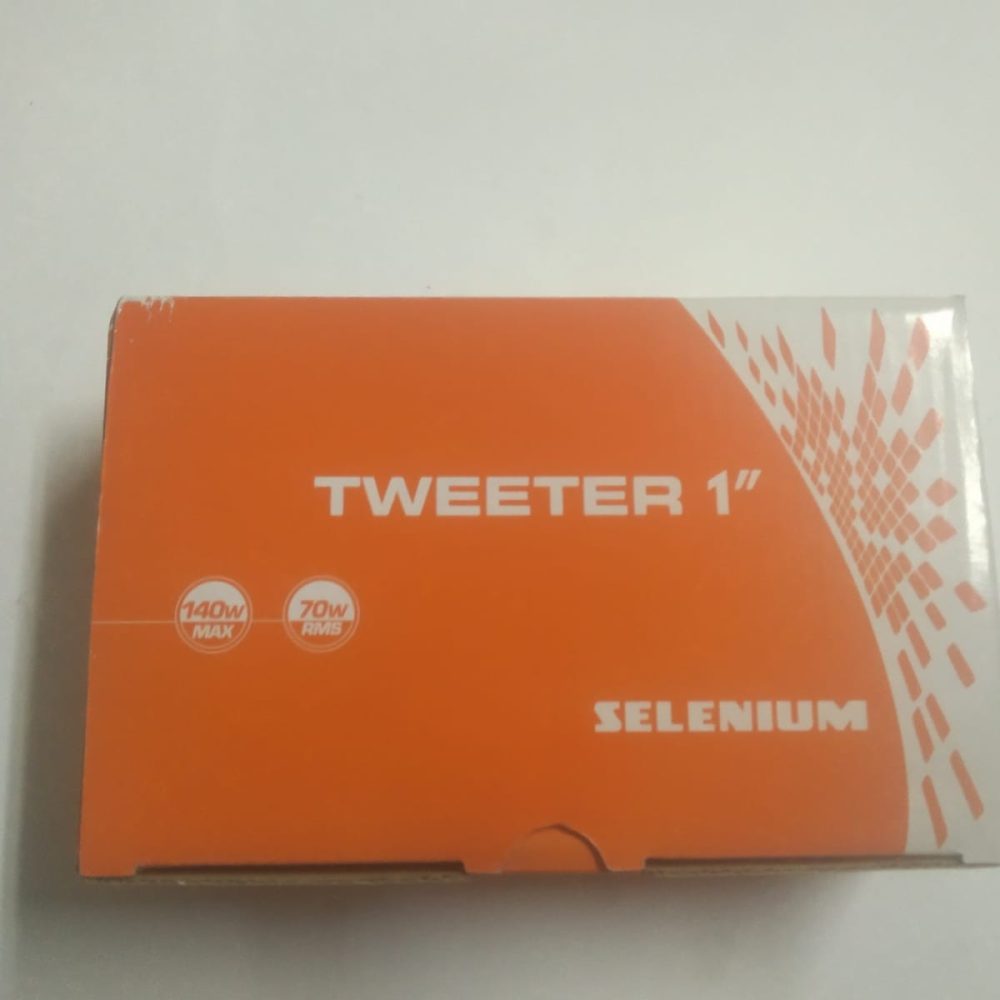 TWEETER 1"
140W
MAX
70W
RMS
SELENIUM